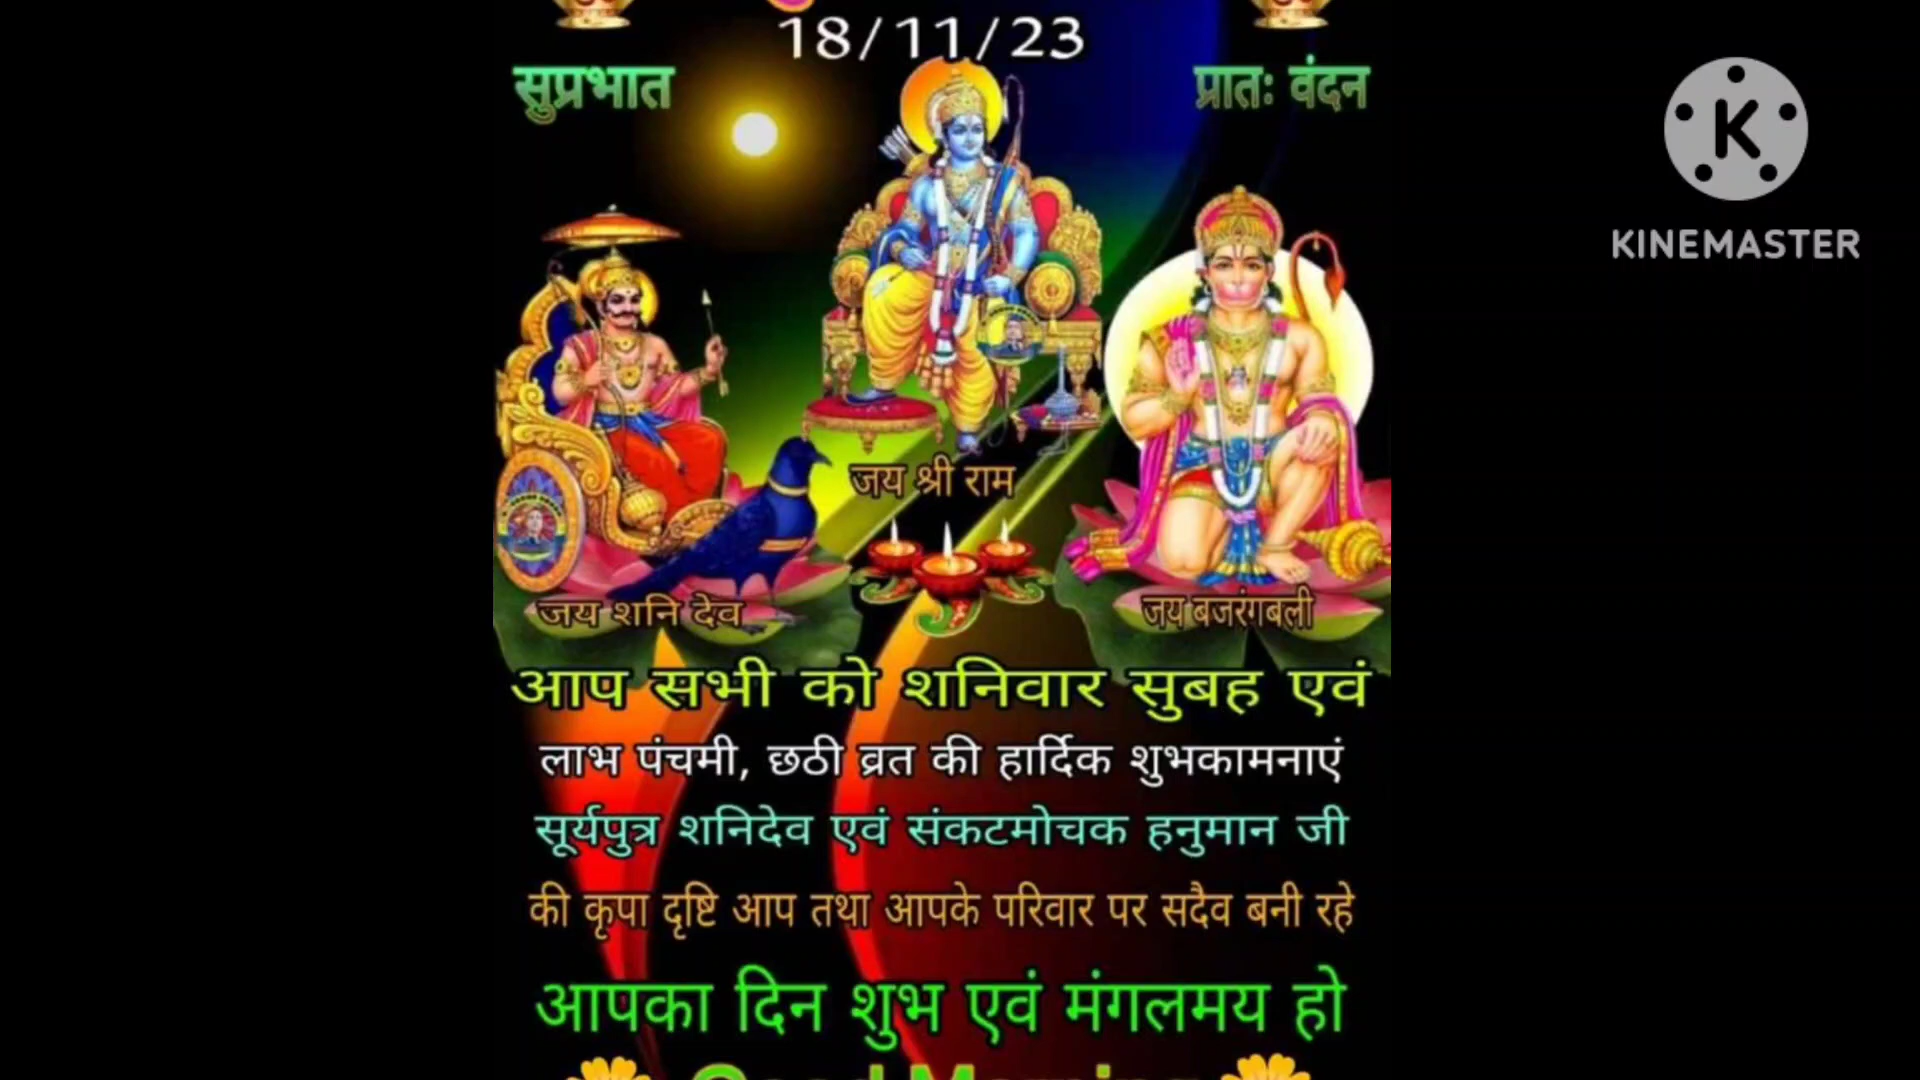 18/11/23
सुप्रभात
प्रातः वंदन
KINEMASTER
जय श्री राम
जय शनि देव
जय बजरंगबली
आप सभी को शनिवार सुबह एवं
लाभ पंचमी, छठी व्रत की हार्दिक शुभकामनाएं
सूर्यपुत्र शनिदेव एवं संकटमोचक हनुमान जी
की कृपा दृष्टि आप तथा आपके परिवार पर सदैव बनी रहे
आपका दिन शुभ एवं मंगलमय हो
Good Morning